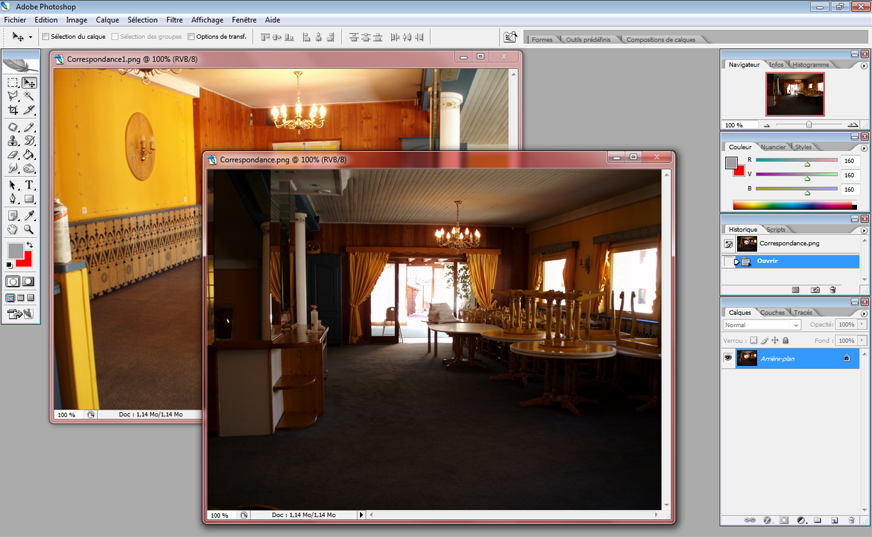 Adobe Photoshop
Fichier Edition Image Calque Sélection Filtre Affichage Fenêtre Aide
Sélection du calque Sélection des groupes Options de transf.
Formes Outils prédéfinis Compositions de calques
Correspondance1.png @ 100% (RVB/8)
100 % Doc : 1,14 Mo/1,14 Mo
Correspondance.png @ 100% (RVB/8)
100 % Doc : 1,14 Mo/1,14 Mo
Navigateur Infos Histogramme
100 %
Couleur Nuancier Styles
R 160
V 160
B 160
Historique Scripts
Correspondance.png
Ouvrir
Calques Couches Tracés
Normal Opacité: 100%
Verrou : Fond : 100%
Arrière-plan